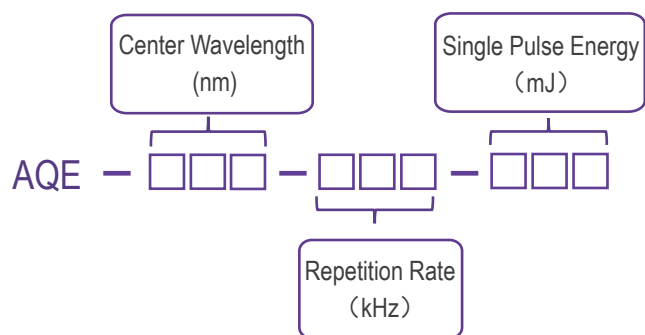 Center Wavelength
(nm)
Single Pulse Energy
（mJ）
AQE – □□□ – □□□ – □□□
Repetition Rate
（kHz）